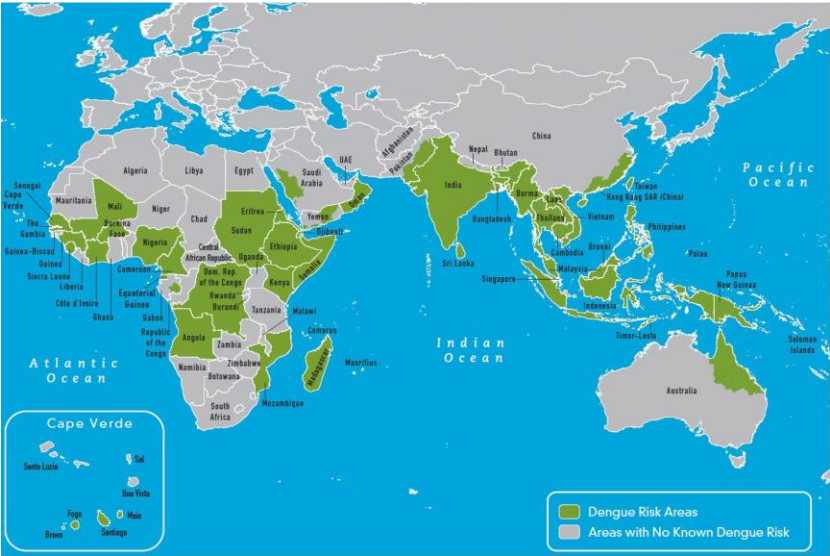 China
Afghanistan
Pakistan
Nepal
Bhutan
UAE
Algeria
Libya
Egypt
Saudi
Arabia
Pacific
Ocean
Senegal
Cape
Verde
Mauritania
Mali
Niger
Chad
Eritrea
Yemen
Oman
India
Burma
Laos
Taiwan
Hong Kong SAR (China)
The
Gambia
Burkina
Faso
Nigeria
Sudan
Djibouti
Bangladesh
Thailand
Vietnam
Philippines
Guinea-Bissau
Guinea
Sierra Leone
Liberia
Côte d'Ivoire
Ghana
Central
African Republic
Ethiopia
Somalia
Sri Lanka
Cambodia
Brunei
Palau
Cameroon
Equatorial
Guinea
Gabon
Republic
of the
Congo
Uganda
Dem. Rep.
of the Congo
Kenya
Rwanda
Burundi
Singapore
Malaysia
Indonesia
Papua
New Guinea
Tanzania
Malawi
Comoros
Timor-Leste
Solomon
Islands
Angola
Zambia
Indian
Ocean
Atlantic
Ocean
Namibia
Zimbabwe
Botswana
Madagascar
Mauritius
Mozambique
South
Africa
Australia
Cape Verde
Santa Luzia
Sal
Boa Vista
Fogo
Maio
Brava
Santiago
Dengue Risk Areas
Areas with No Known Dengue Risk